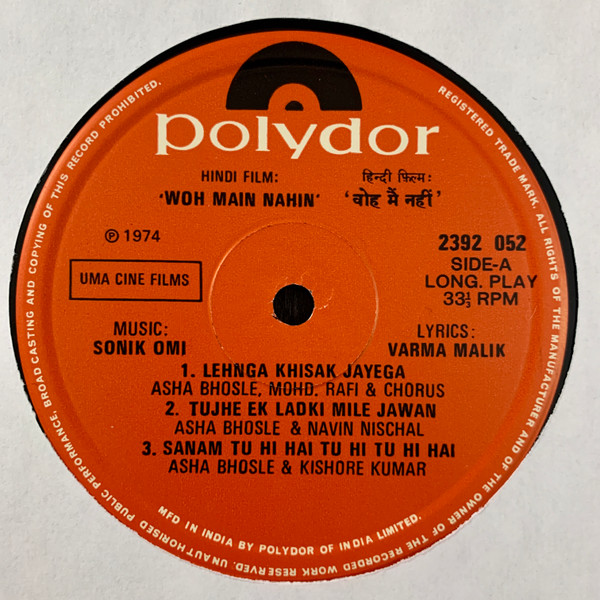 polydor
HINDI FILM:
'WOH MAIN NAHIN'
हिन्दी फ़िल्म:
'वोह मैं नहीं'
℗ 1974
UMA CINE FILMS
2392 052
SIDE-A
LONG. PLAY
33⅓ RPM
MUSIC:
SONIK OMI
LYRICS:
VARMA MALIK
1. LEHNGA KHISAK JAYEGA
ASHA BHOSLE, MOHD. RAFI & CHORUS
2. TUJHE EK LADKI MILE JAWAN
ASHA BHOSLE & NAVIN NISCHAL
3. SANAM TU HI HAI TU HI TU HI HAI
ASHA BHOSLE & KISHORE KUMAR
MFD IN INDIA BY POLYDOR OF INDIA LIMITED.
REGISTERED TRADE MARK. ALL RIGHTS OF THE MANUFACTURER AND OF THE OWNER OF THE RECORDED WORK RESERVED. UNAUTHORISED PUBLIC PERFORMANCE, BROADCASTING AND COPYING OF THIS RECORD PROHIBITED.